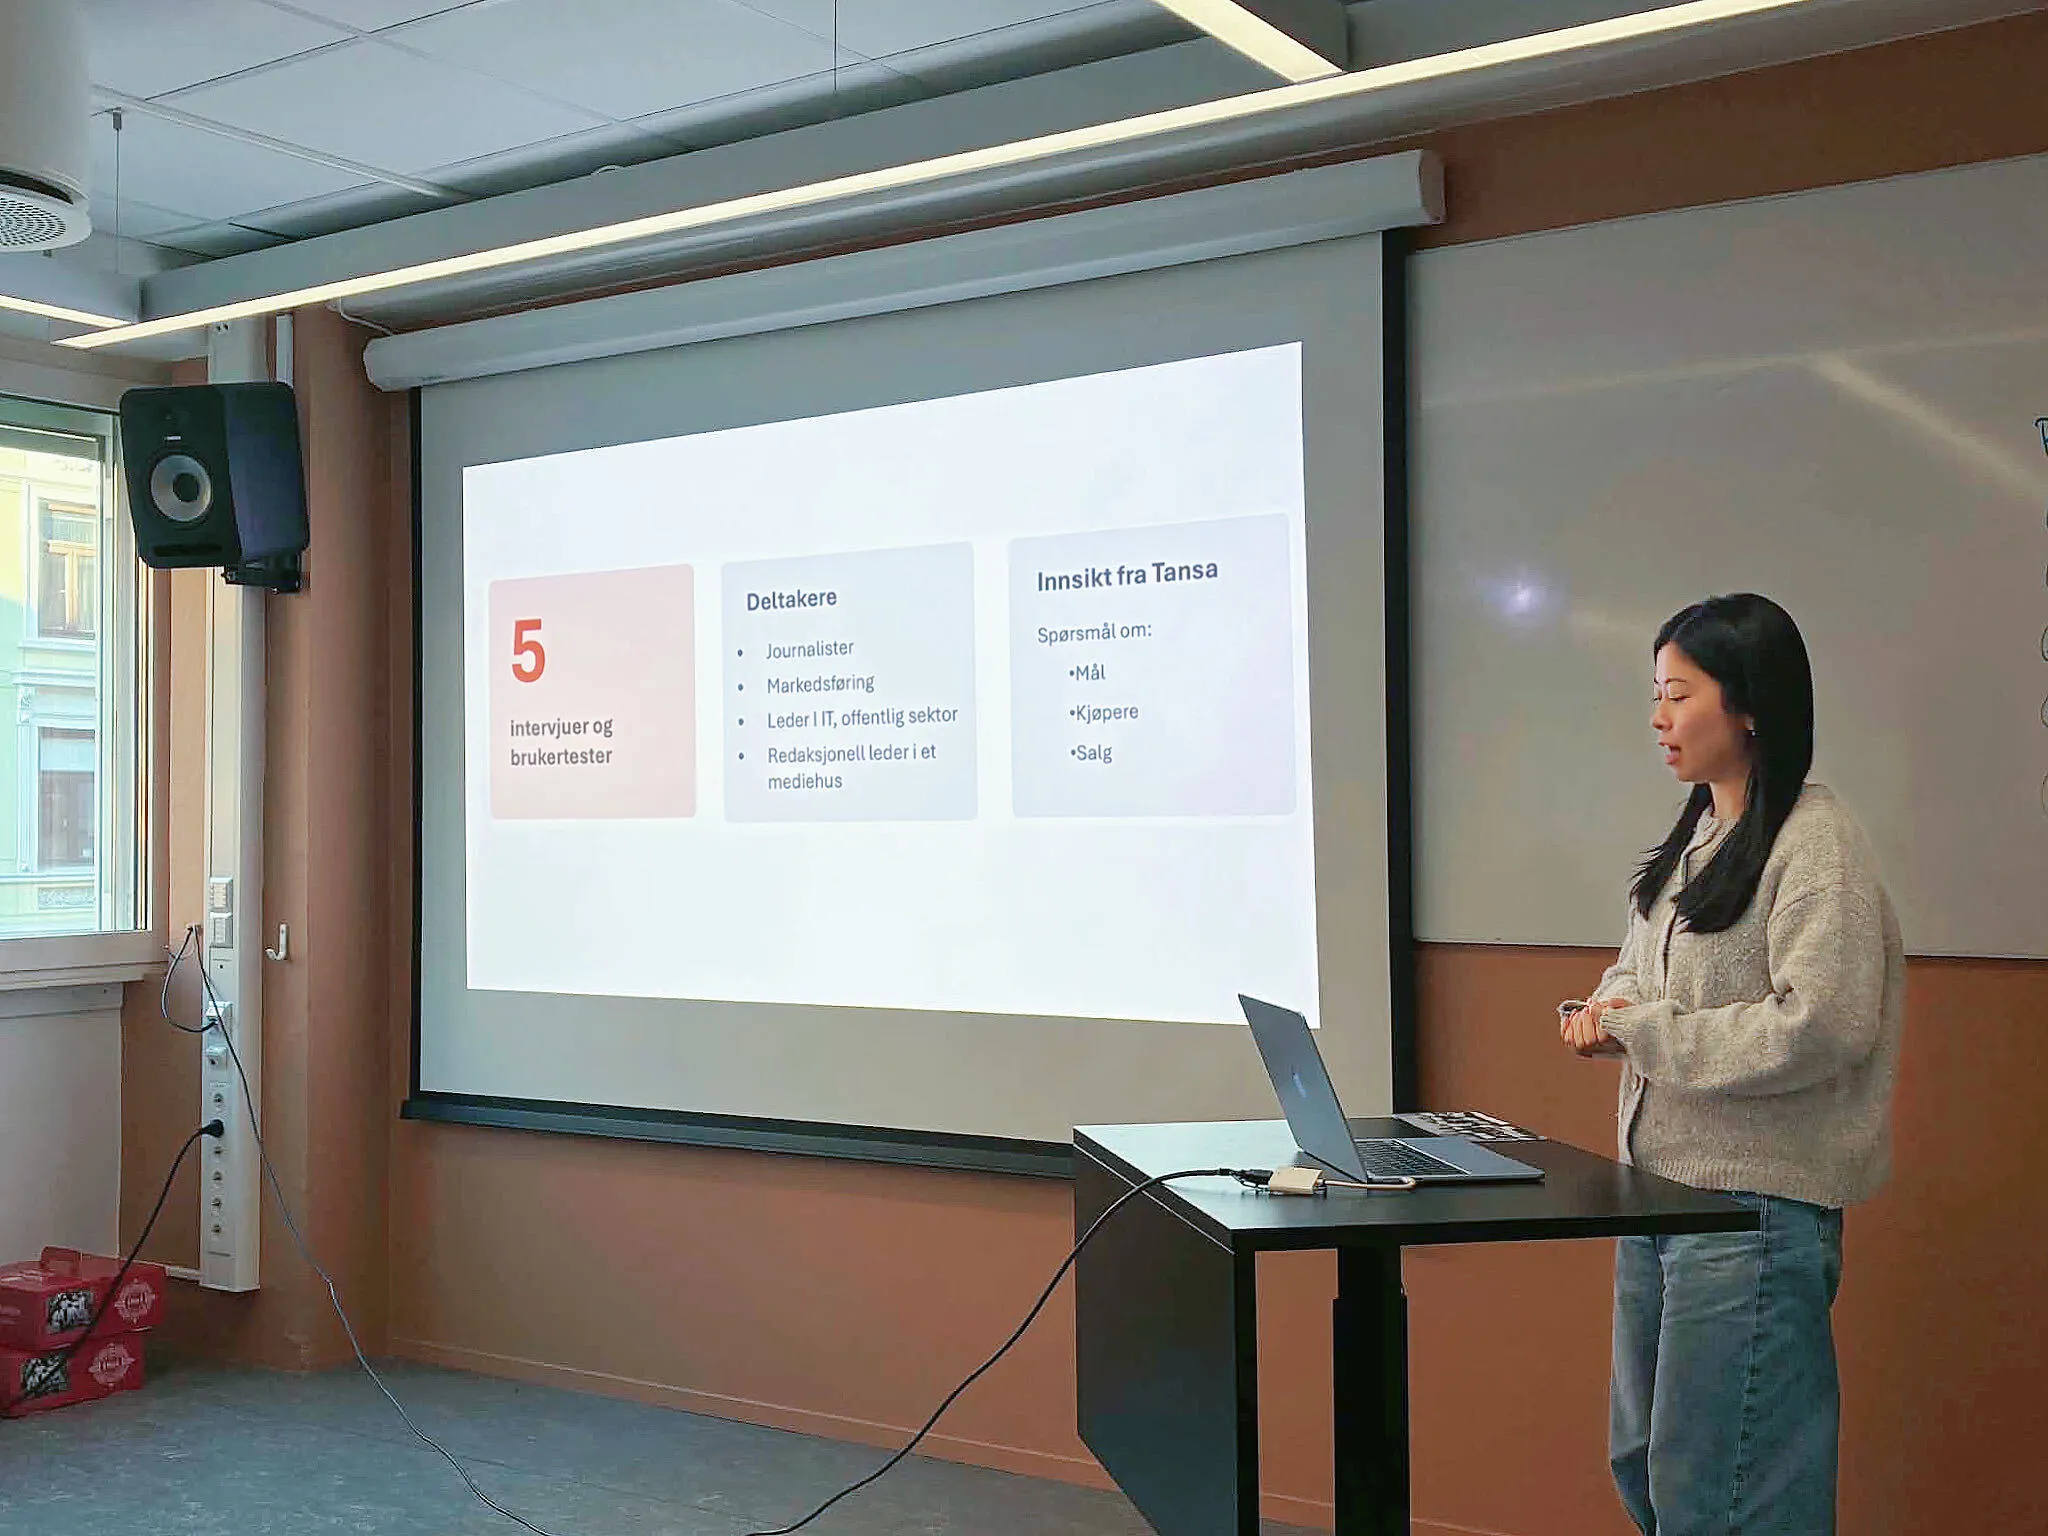 5
intervjuer og
brukertester
Deltakere
• Journalister
• Markedsføring
• Leder I IT, offentlig sektor
• Redaksjonell leder i et
mediehus
Innsikt fra Tansa
Spørsmål om:
•Mål
•Kjøpere
•Salg